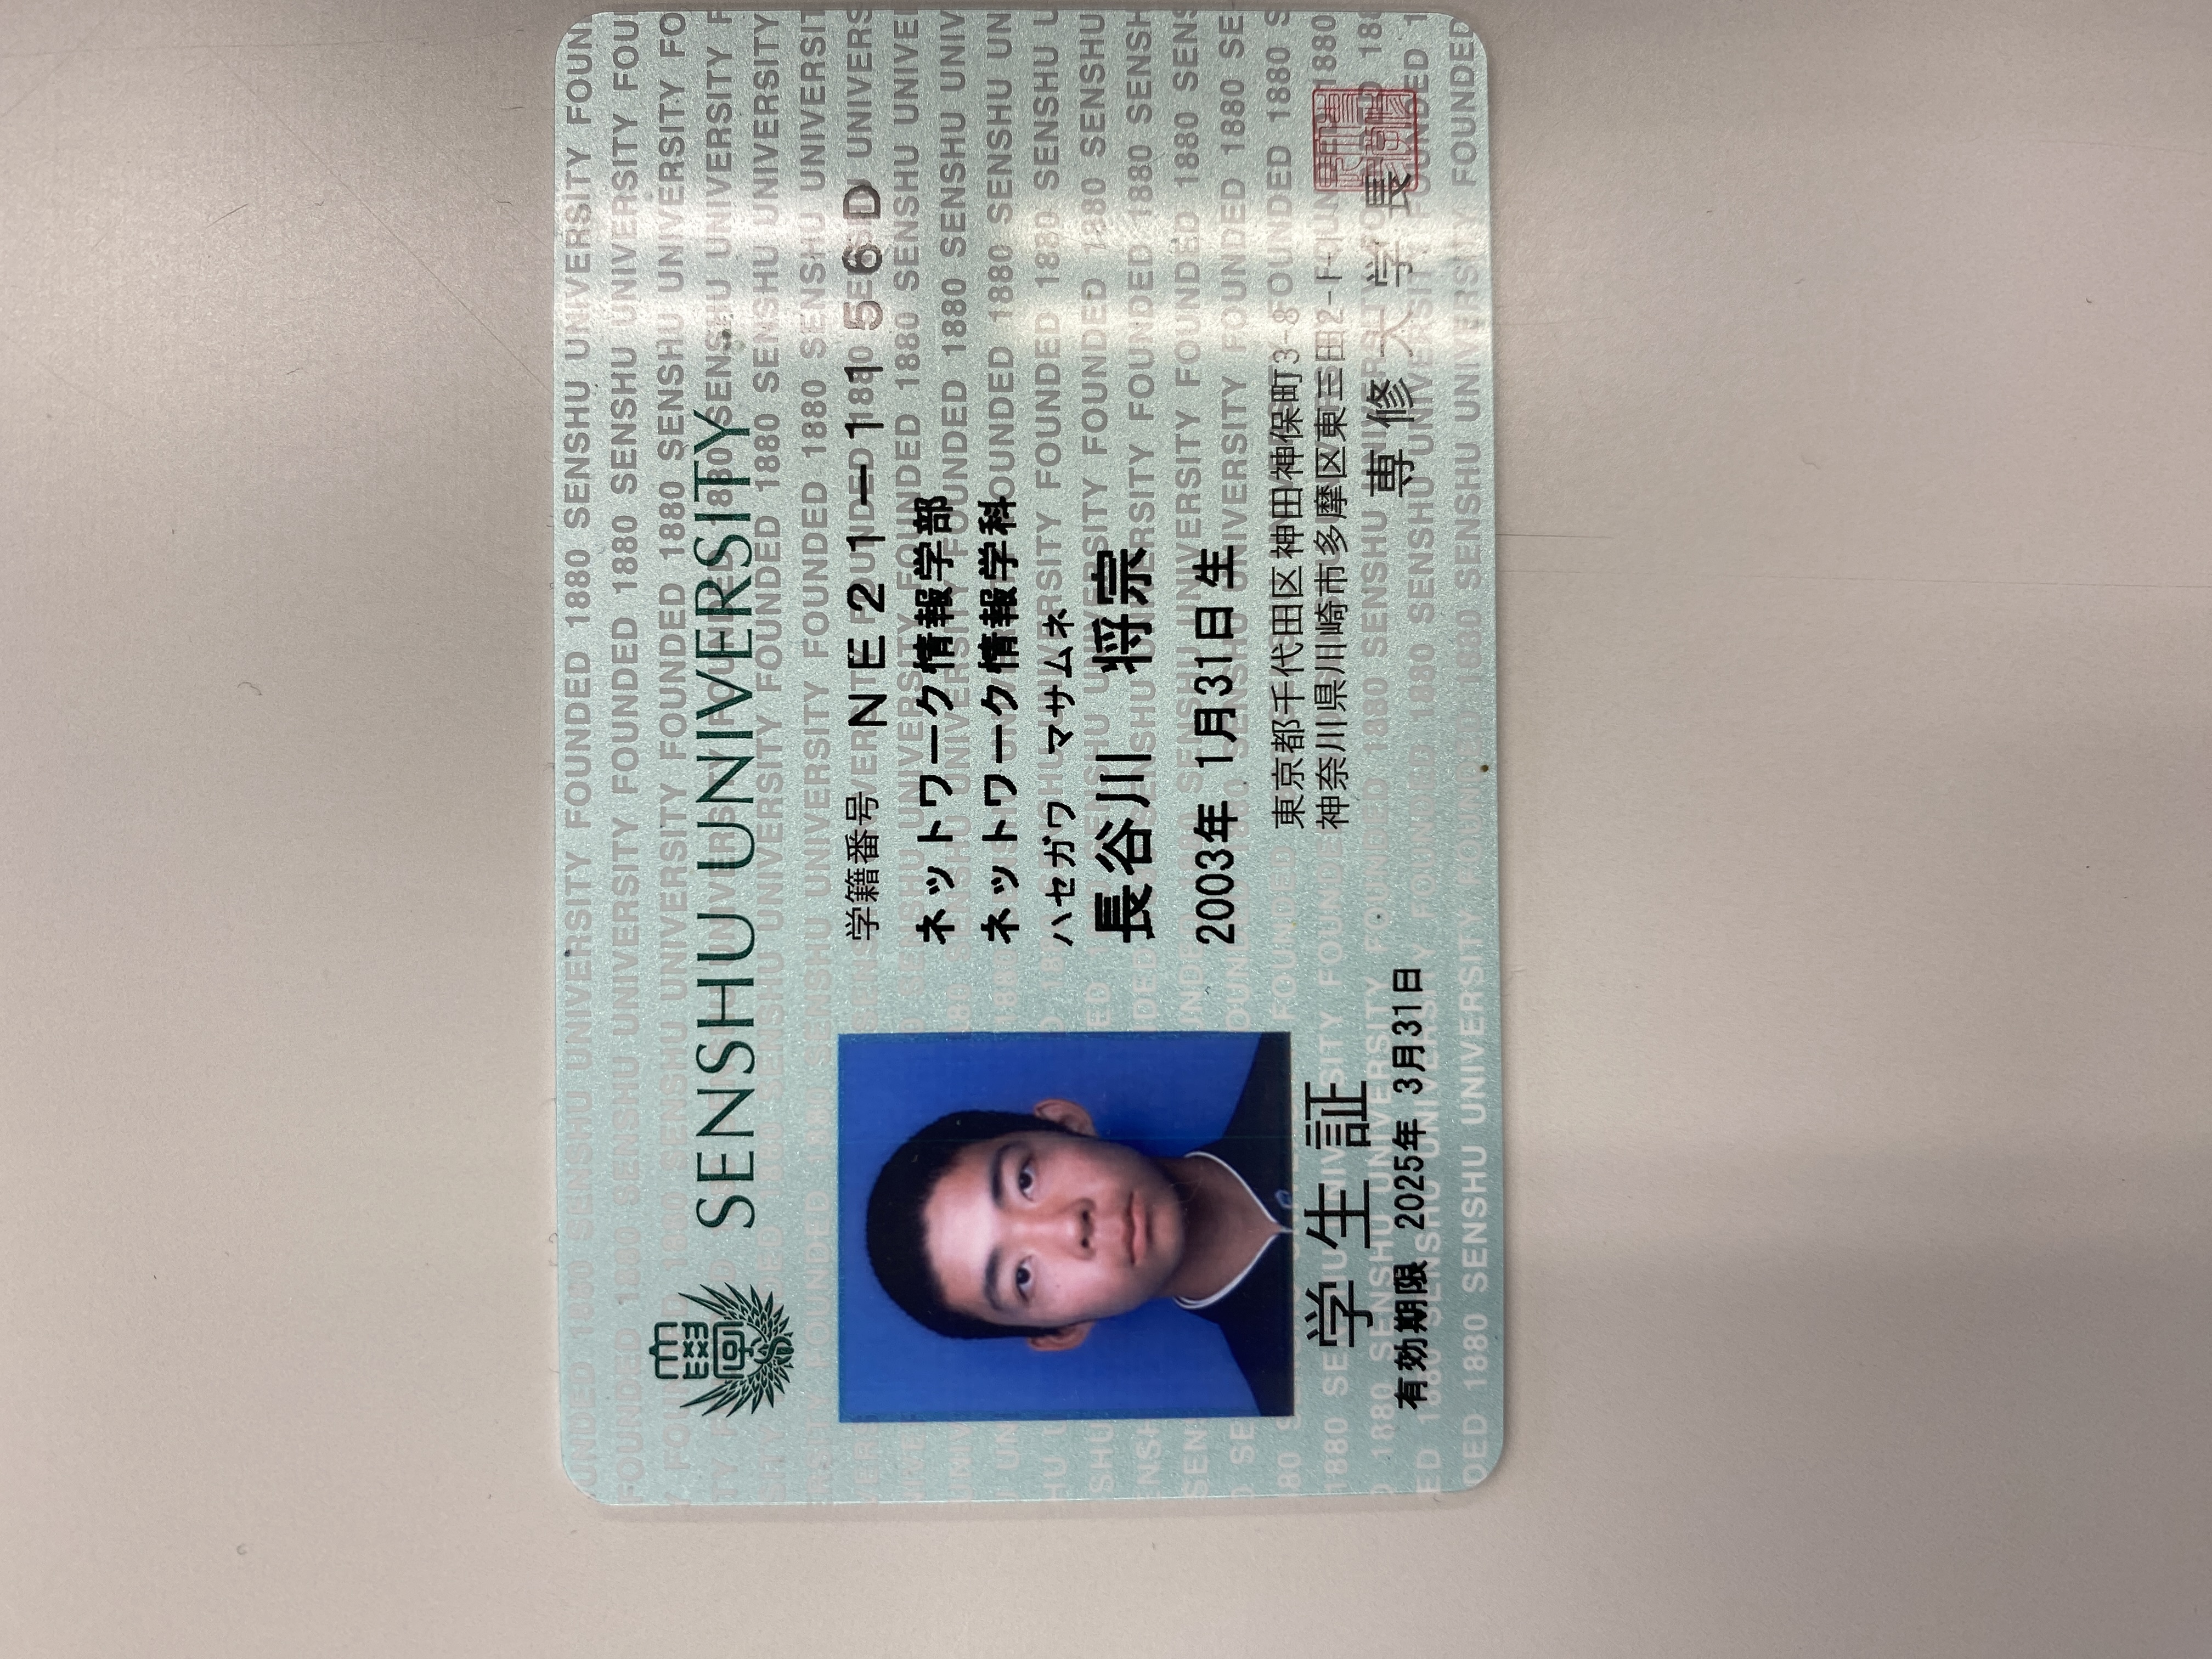 SENSHU UNIVERSITY
学籍番号 NE21-1156D
ネットワーク情報学部
ネットワーク情報学科
ハセガワ マサムネ
長谷川 将宗
2003年 1月31日生
東京都千代田区神田神保町3-8
神奈川県川崎市多摩区東三田2-1-1
専修大学長
学生証
有効期限 2025年 3月31日